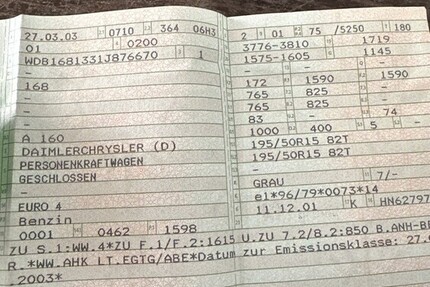 27.03.03 0710 364 06H3
01 0200
WDB1681331J876670 1
-
168
-
-
-
A 160
DAIMLERCHRYSLER (D)
PERSONENKRAFTWAGEN
GESCHLOSSEN
-
EURO 4
Benzin
0001 0462 1598
2 01 75 /5250 180
3776-3810 1719
1575-1605 1145
- -
172 1590 1590
765 825
765 825 -
83 - 74
1000 400 5 -
195/50R15 82T
195/50R15 82T
-
GRAU 7/-
e1*96/79*0073*14
11.12.01 K HN62797
ZU S.1:WW.4*ZU F.1/F.2:1615 U.ZU 7.2/8.2:850 B.ANH-BE
R.*WW.AHK LT.EGTG/ABE*Datum zur Emissionsklasse: 27.
.2003*